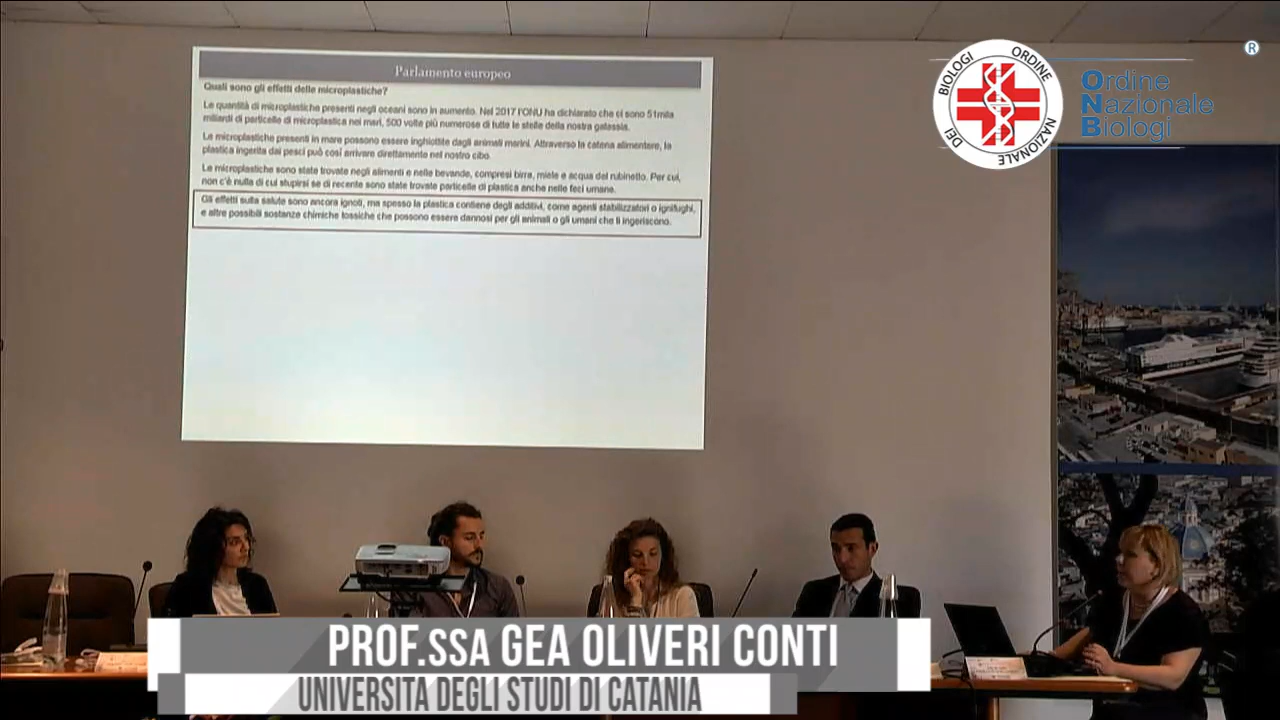 Parlamento europeo
Quali sono gli effetti delle microplastiche?
Le quantità di microplastiche presenti negli oceani sono in aumento. Nel 2017 l'ONU ha dichiarato che ci sono 51mila
miliardi di particelle di microplastica nei mari, 500 volte più numerose di tutte le stelle della nostra galassia.
Le microplastiche presenti in mare possono essere inghiottite dagli animali marini. Attraverso la catena alimentare, la
plastica ingerita dai pesci può così arrivare direttamente nel nostro cibo.
Le microplastiche sono state trovate negli alimenti e nelle bevande, compresi birra, miele e acqua del rubinetto. Per cui,
non c'è nulla di cui stupirsi se di recente sono state trovate particelle di plastica anche nelle feci umane.
Gli effetti sulla salute sono ancora ignoti, ma spesso la plastica contiene degli additivi, come agenti stabilizzatori o ignifughi,
e altre possibili sostanze chimiche tossiche che possono essere dannosi per gli animali o gli umani che li ingeriscono.
ORDINE NAZIONALE DEI BIOLOGI
Ordine
Nazionale
Biologi
®
PROF.SSA GEA OLIVERI CONTI
UNIVERSITA DEGLI STUDI DI CATANIA